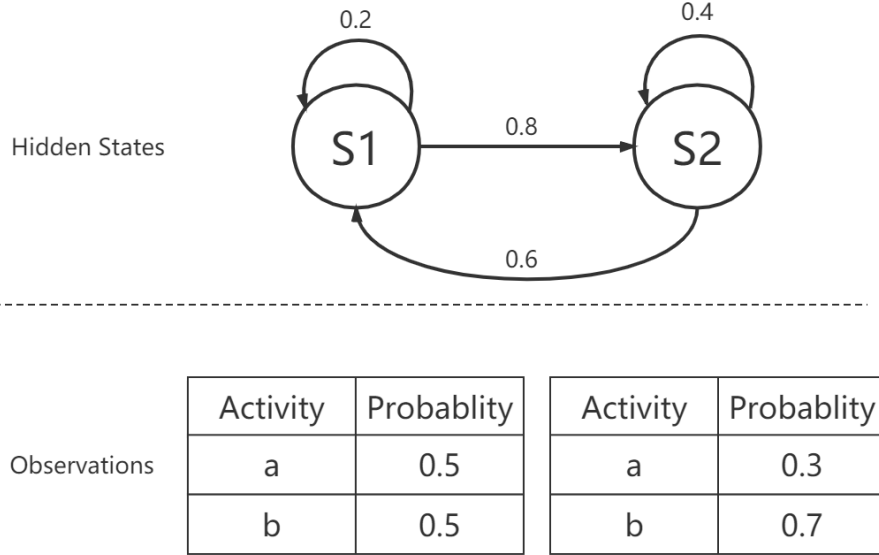 0.2 0.4
Hidden States S1 0.8 S2
0.6
Activity Probablity Activity Probablity
Observations a 0.5 a 0.3
b 0.5 b 0.7